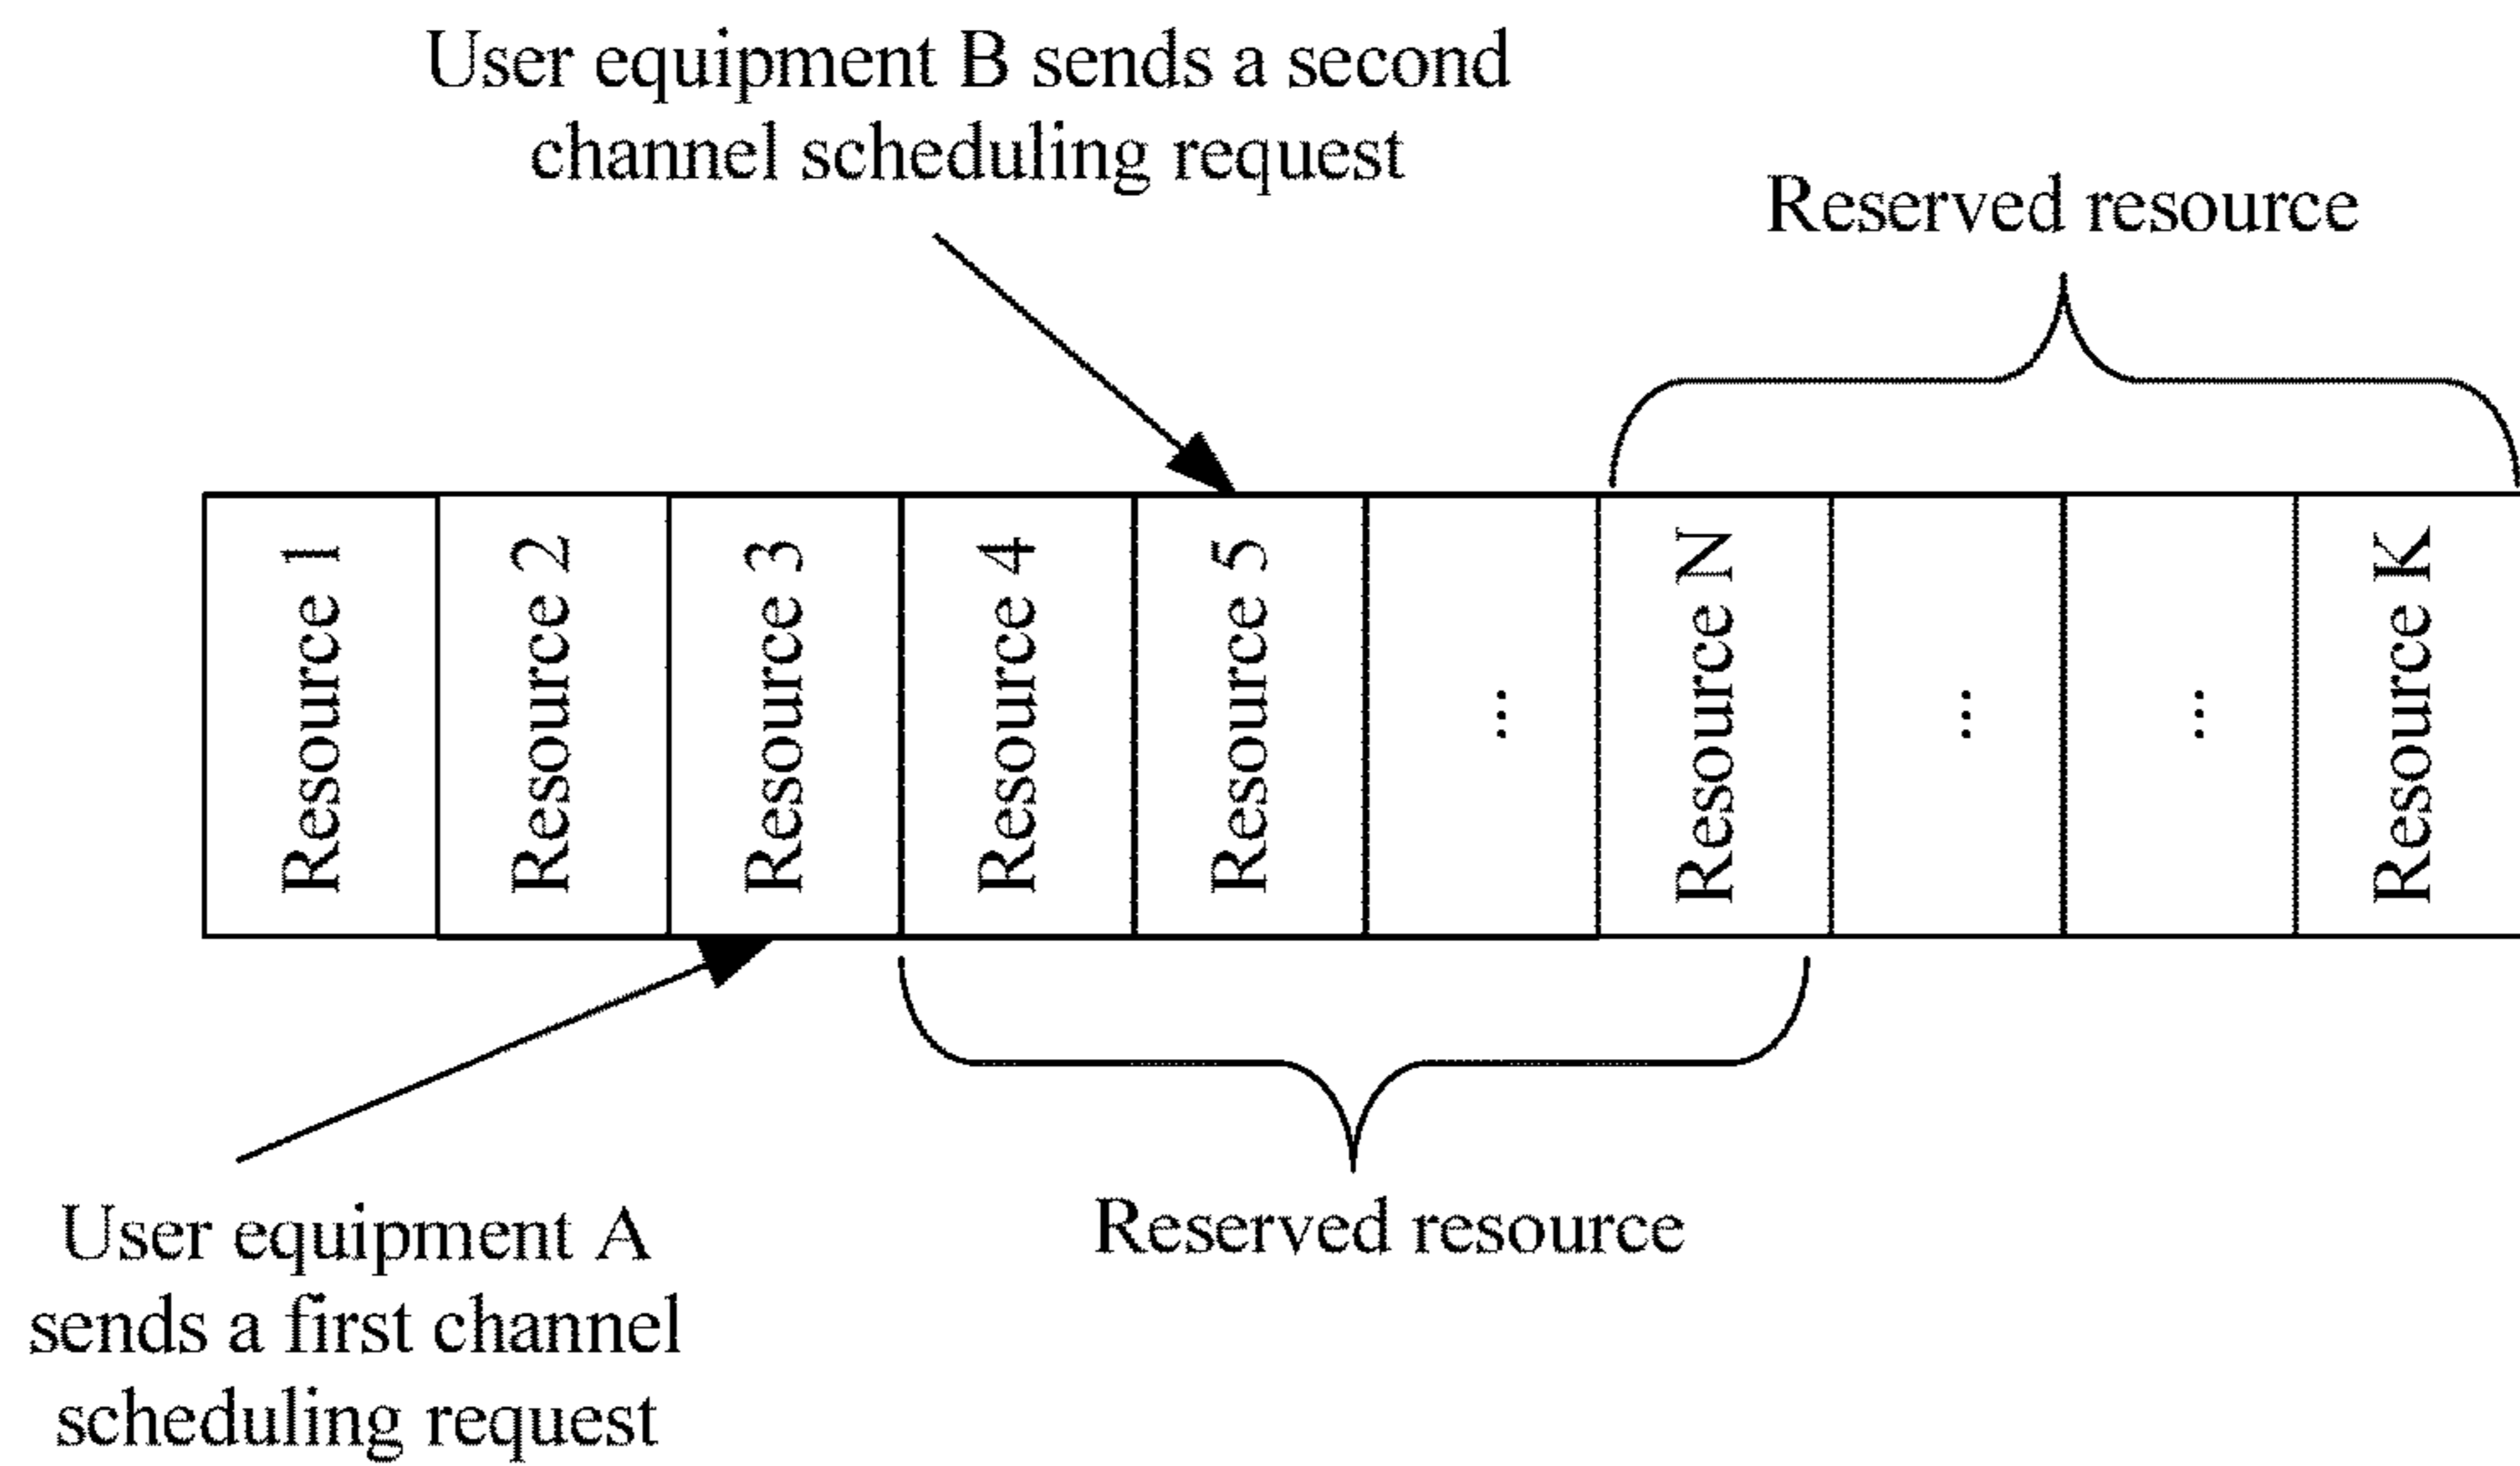 User equipment B sends a second
channel scheduling request
Reserved resource
Resource 1
Resource 2
Resource 3
Resource 4
Resource 5
...
Resource N
...
...
Resource K
Reserved resource
User equipment A
sends a first channel
scheduling request